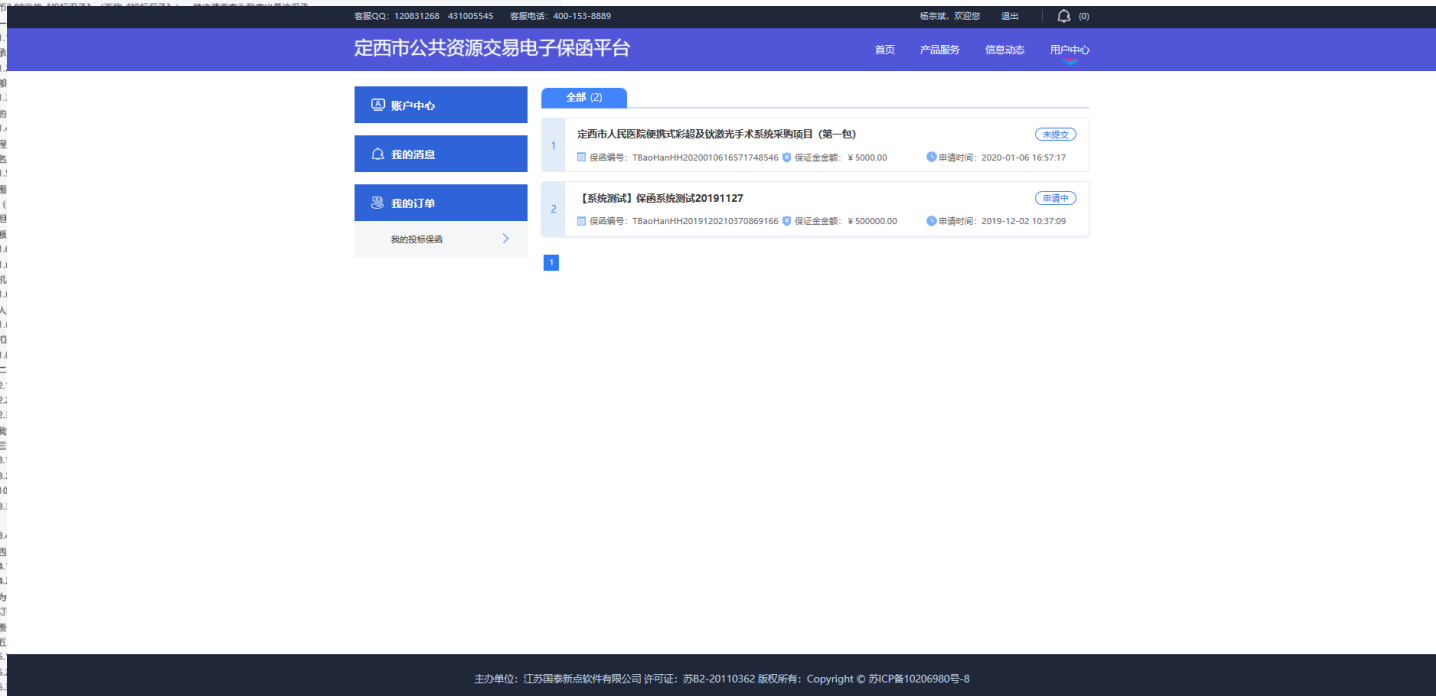 客服QQ：120831268 431005545 客服电话：400-153-8889 杨宗斌，欢迎您 退出 (0)
定西市公共资源交易电子保函平台 首页 产品服务 信息动态 用户中心
账户中心
我的消息
我的订单
我的投标保函
全部 (2)
1 定西市人民医院便携式彩超及钬激光手术系统采购项目（第一包） 未提交
保函编号：TBaoHanHH2020010616571748546 保证金金额：￥5000.00 申请时间：2020-01-06 16:57:17
2 【系统测试】保函系统测试20191127 申请中
保函编号：TBaoHanHH2019120210370869166 保证金金额：￥500000.00 申请时间：2019-12-02 10:37:09
1
主办单位：江苏国泰新点软件有限公司 许可证：苏B2-20110362 版权所有：Copyright © 苏ICP备10206980号-8